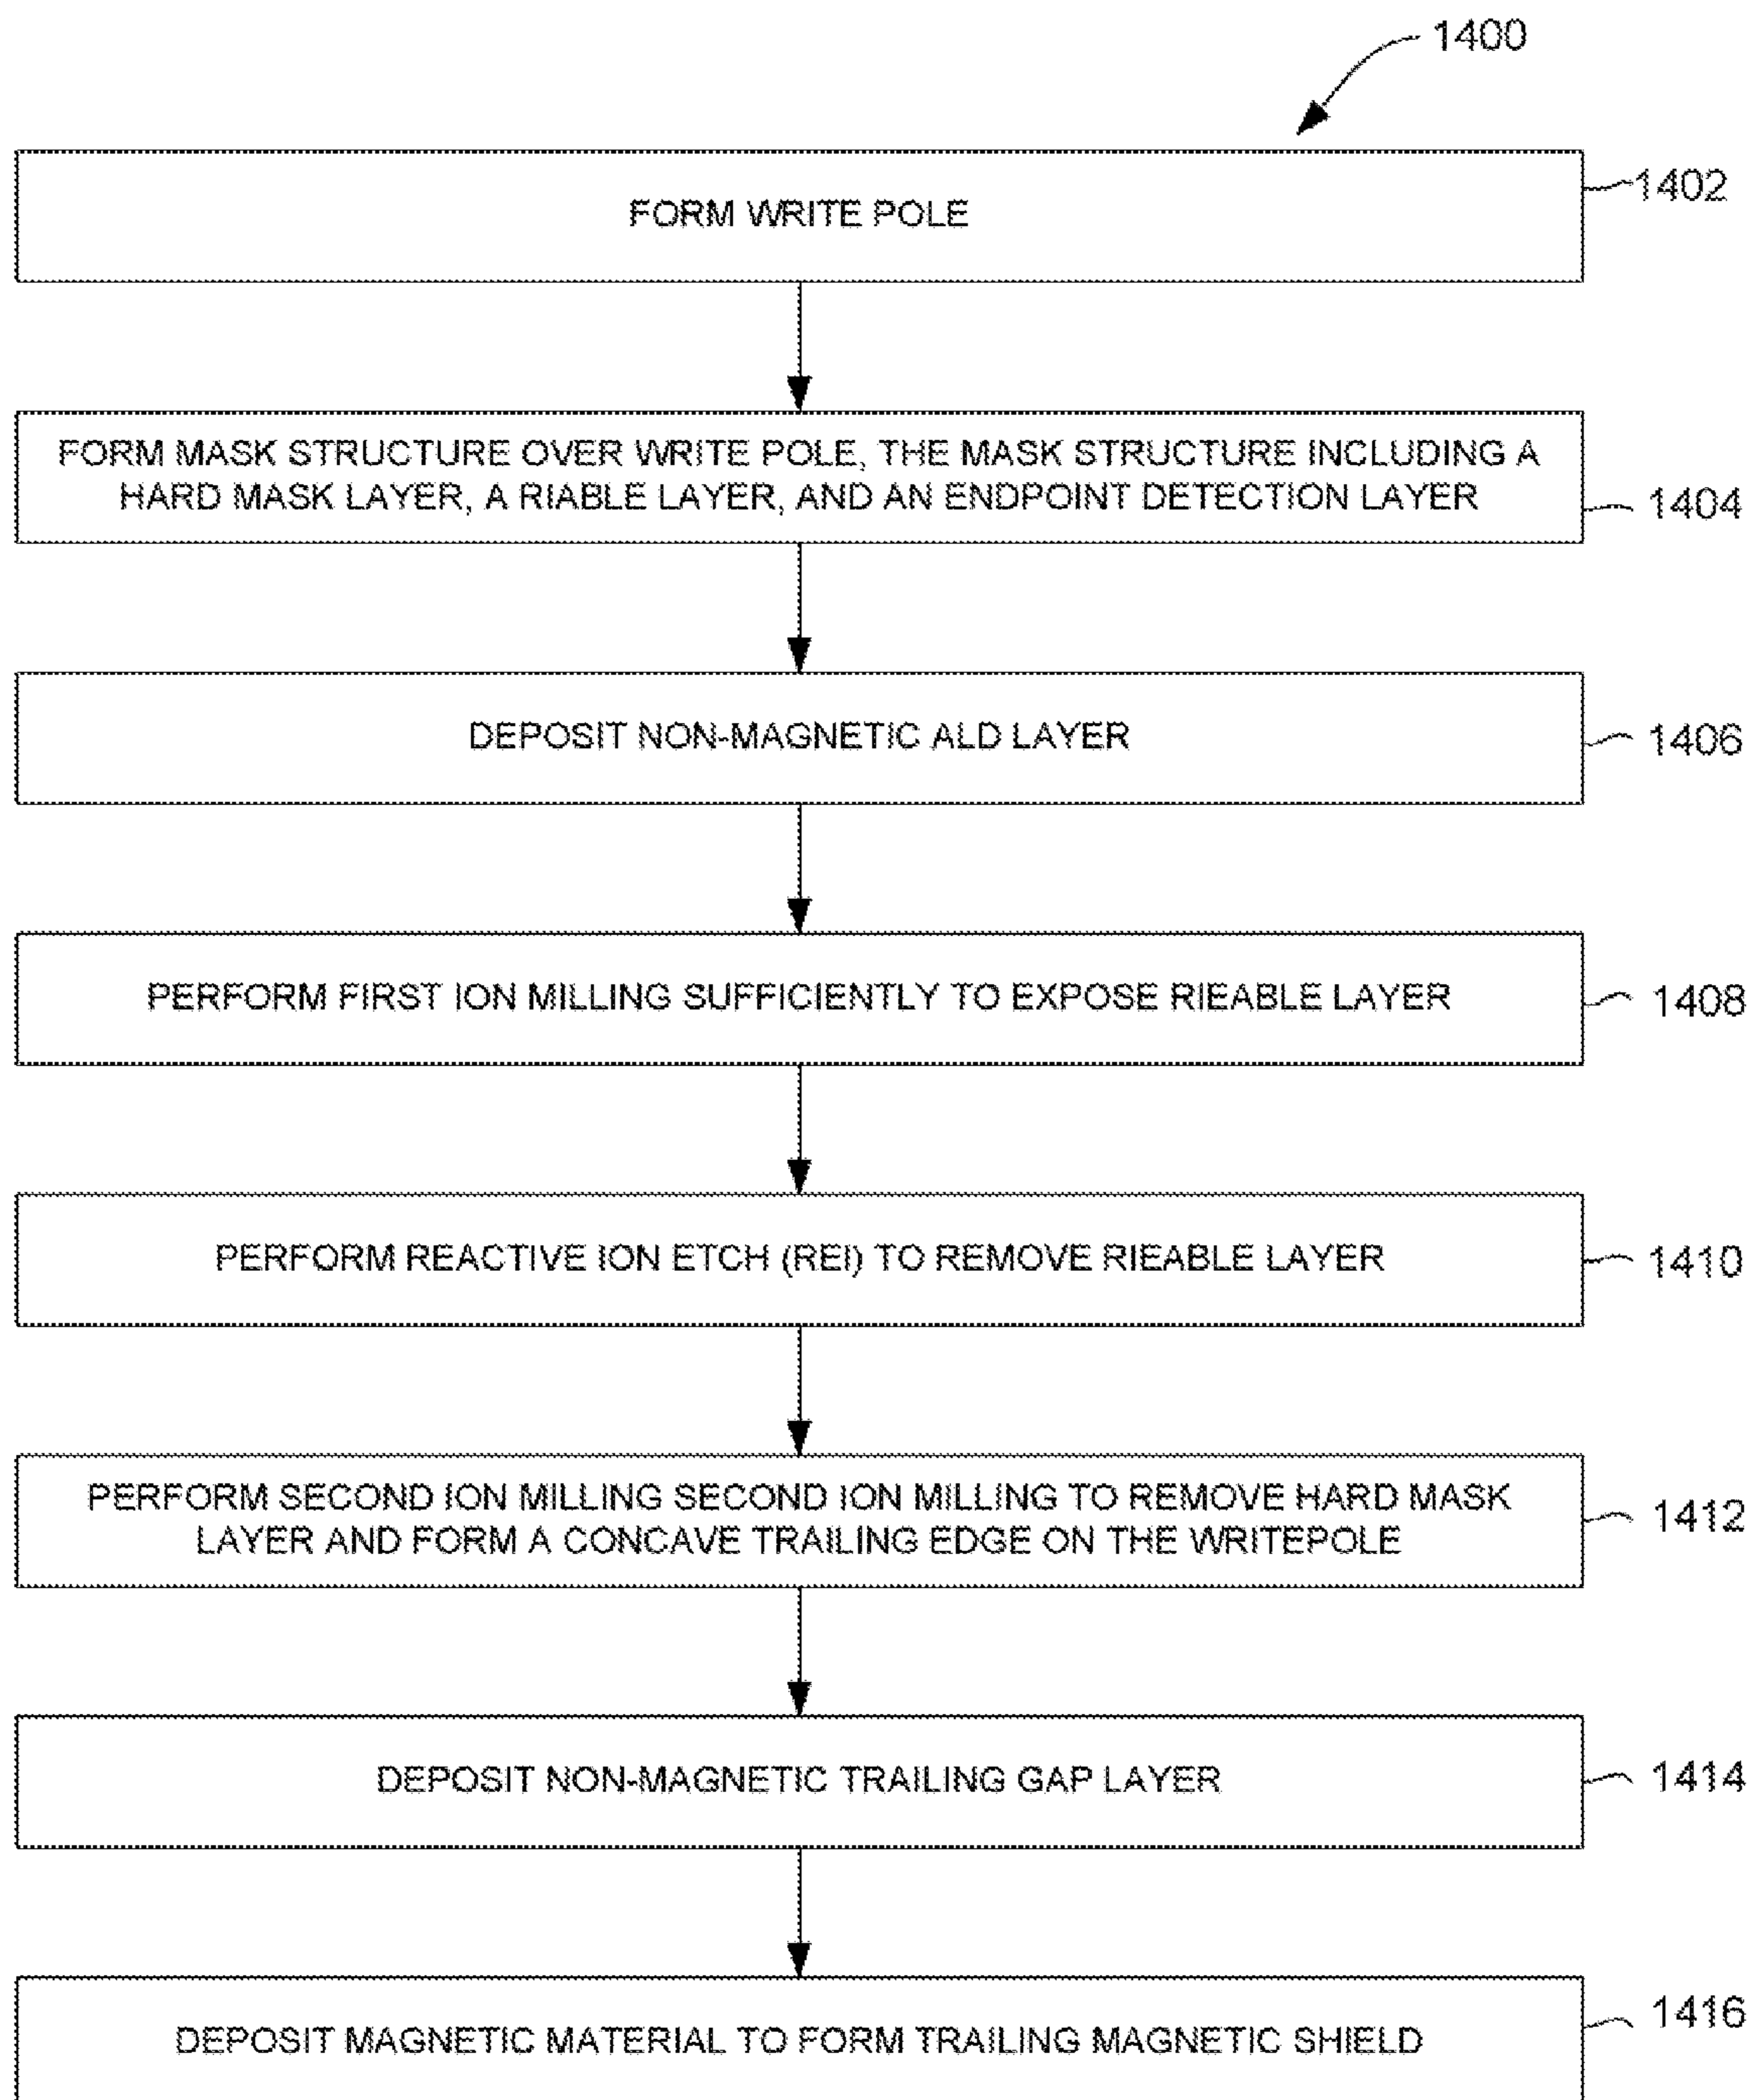 1400
FORM WRITE POLE
1402
FORM MASK STRUCTURE OVER WRITE POLE, THE MASK STRUCTURE INCLUDING A
HARD MASK LAYER, A RIABLE LAYER, AND AN ENDPOINT DETECTION LAYER
1404
DEPOSIT NON-MAGNETIC ALD LAYER
1406
PERFORM FIRST ION MILLING SUFFICIENTLY TO EXPOSE RIEABLE LAYER
1408
PERFORM REACTIVE ION ETCH (REI) TO REMOVE RIEABLE LAYER
1410
PERFORM SECOND ION MILLING SECOND ION MILLING TO REMOVE HARD MASK
LAYER AND FORM A CONCAVE TRAILING EDGE ON THE WRITEPOLE
1412
DEPOSIT NON-MAGNETIC TRAILING GAP LAYER
1414
DEPOSIT MAGNETIC MATERIAL TO FORM TRAILING MAGNETIC SHIELD
1416